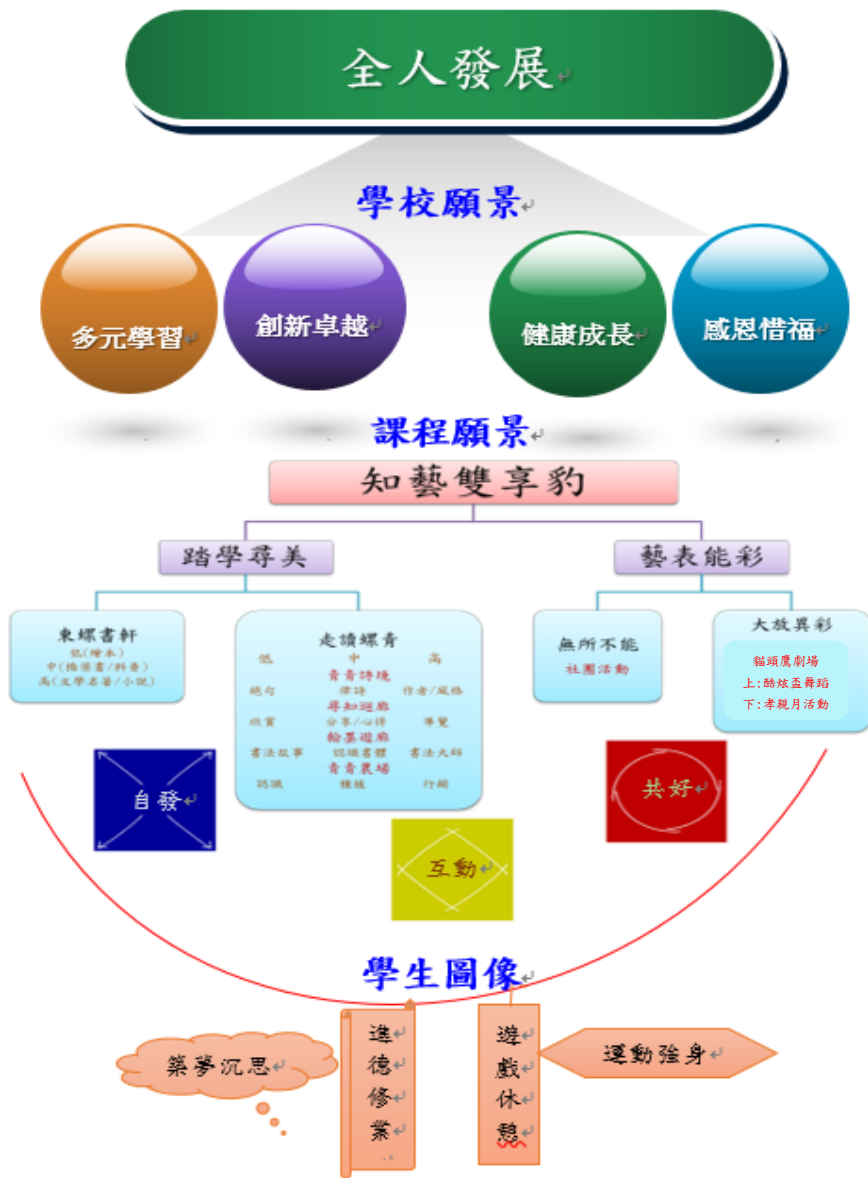 全人發展
學校願景
多元學習
創新卓越
健康成長
感恩惜福
課程願景
知藝雙享豹
踏學尋美
藝表能彩
東螺書軒
低(繪本)
中(橋樑書/科普)
高(文學名著/小說)
走讀螺青
低 中 高
青青詩境
絕句 律詩 作者/風格
尋知迴廊
欣賞 分享/心得 導覽
翰墨迴廊
書法故事 認識書體 書法大師
青青農場
認識 種植 行銷
無所不能
社團活動
大放異彩
貓頭鷹劇場
上:酷炫盃舞蹈
下:孝親月活動
自發
互動
共好
學生圖像
築夢沉思
進德修業
遊戲休憩
運動強身